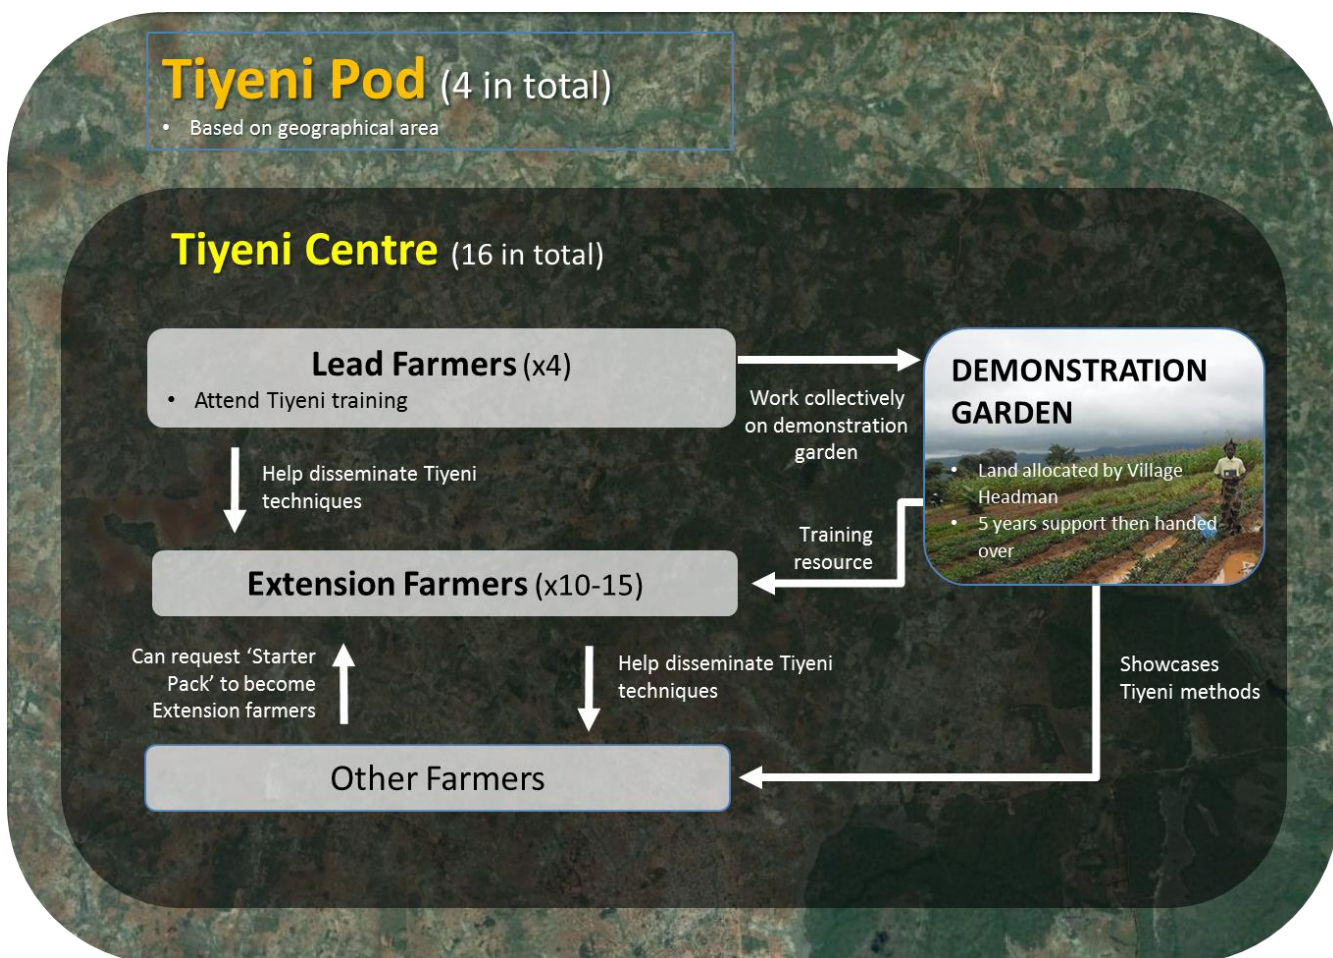 Tiyeni Pod (4 in total)
• Based on geographical area
Tiyeni Centre (16 in total)
Lead Farmers (x4)
• Attend Tiyeni training
Work collectively
on demonstration
garden
DEMONSTRATION
GARDEN
• Land allocated by Village
Headman
• 5 years support then handed
over
Help disseminate Tiyeni
techniques
Training
resource
Extension Farmers (x10-15)
Can request ‘Starter
Pack’ to become
Extension farmers
Help disseminate Tiyeni
techniques
Showcases
Tiyeni methods
Other Farmers